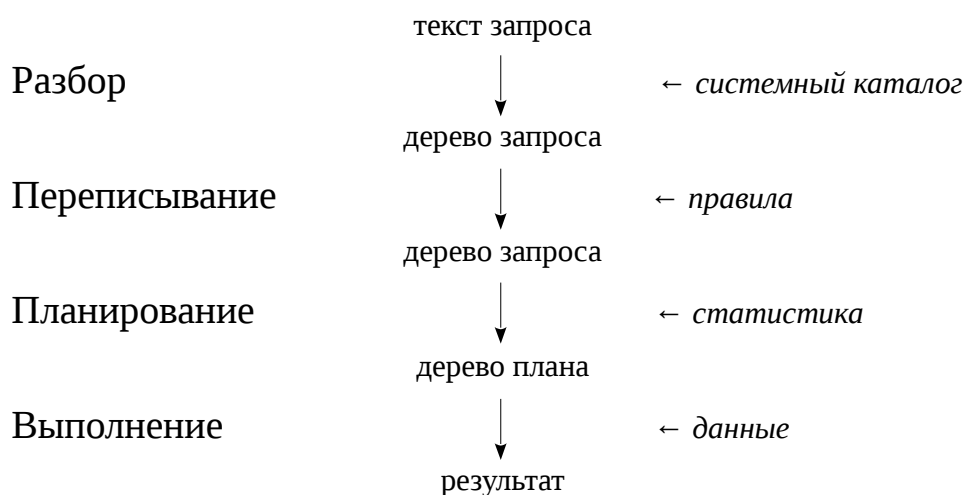 текст запроса
Разбор
← системный каталог
дерево запроса
Переписывание
← правила
дерево запроса
Планирование
← статистика
дерево плана
Выполнение
← данные
результат